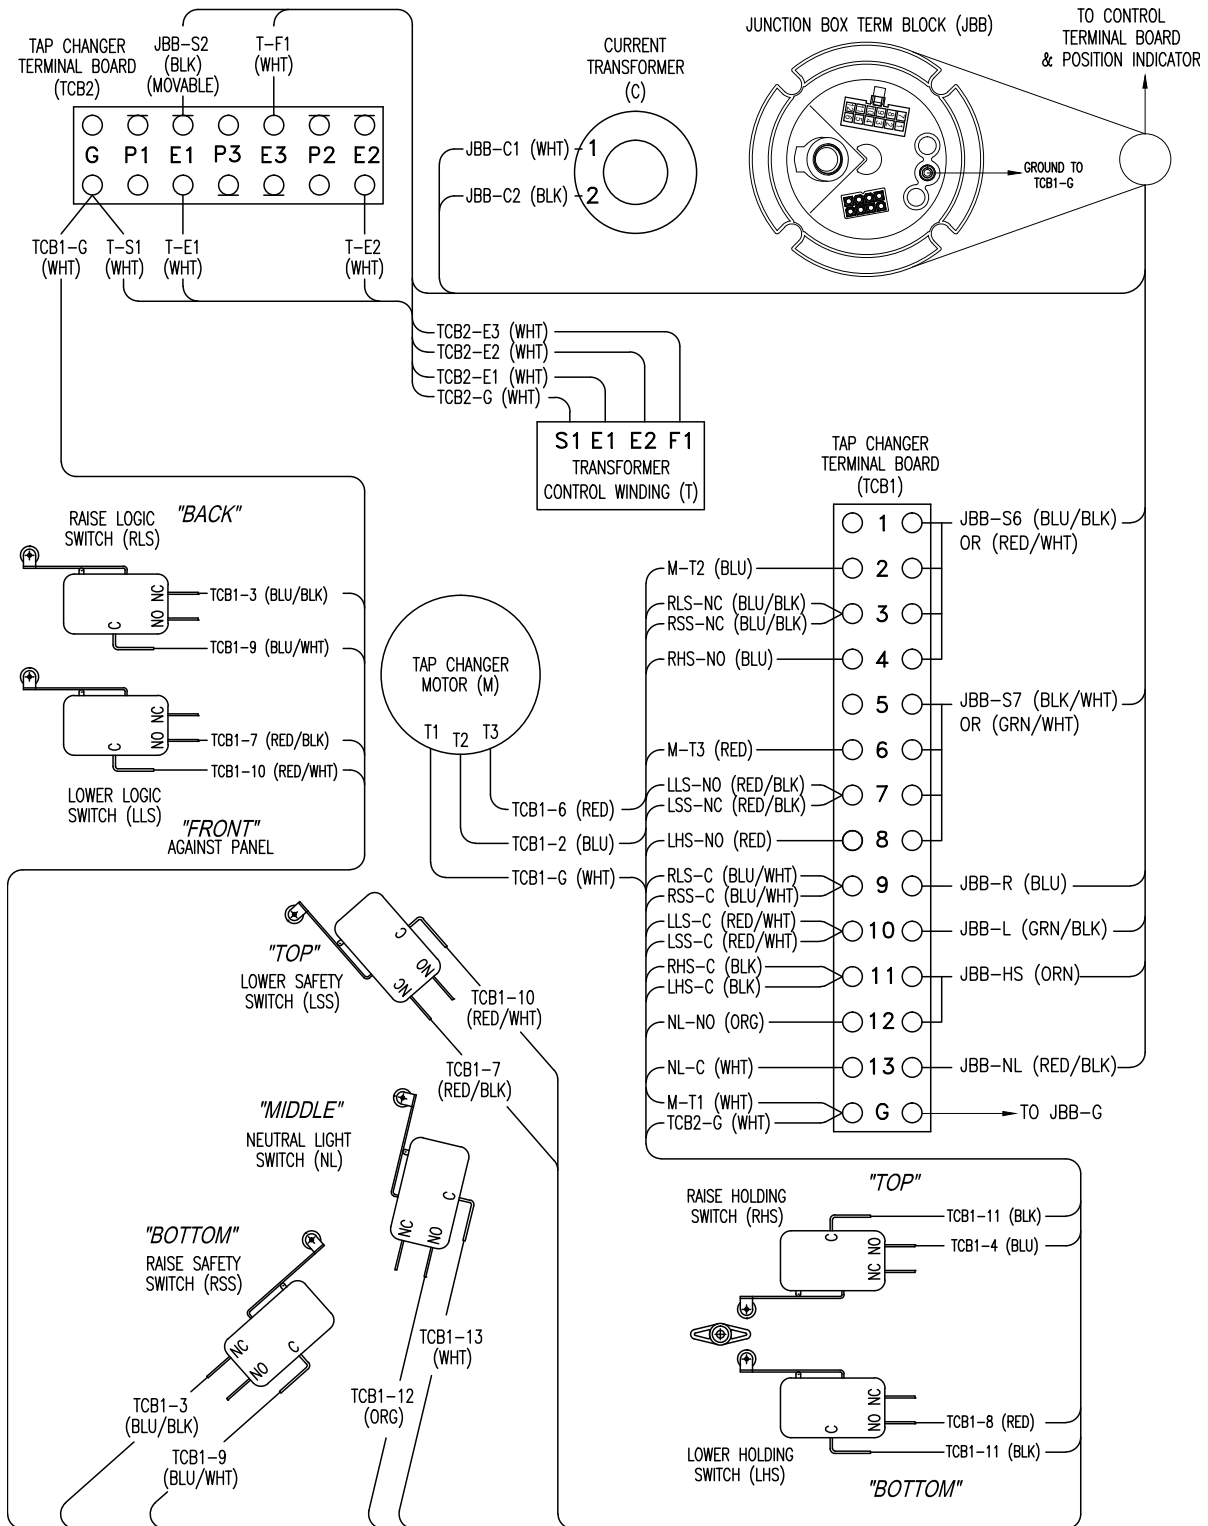 TAP CHANGER
TERMINAL BOARD
(TCB2)
JBB-S2
(BLK)
(MOVABLE)
T-F1
(WHT)
G P1 E1 P3 E3 P2 E2
TCB1-G
(WHT)
T-S1
(WHT)
T-E1
(WHT)
T-E2
(WHT)
CURRENT
TRANSFORMER
(C)
JBB-C1 (WHT) 1
JBB-C2 (BLK) 2
JUNCTION BOX TERM BLOCK (JBB)
GROUND TO
TCB1-G
TO CONTROL
TERMINAL BOARD
& POSITION INDICATOR
TCB2-E3 (WHT)
TCB2-E2 (WHT)
TCB2-E1 (WHT)
TCB2-G (WHT)
S1 E1 E2 F1
TRANSFORMER
CONTROL WINDING (T)
"BACK"
RAISE LOGIC
SWITCH (RLS)
NC
NO
C
TCB1-3 (BLU/BLK)
TCB1-9 (BLU/WHT)
NC
NO
C
TCB1-7 (RED/BLK)
TCB1-10 (RED/WHT)
LOWER LOGIC
SWITCH (LLS)
"FRONT"
AGAINST PANEL
TAP CHANGER
MOTOR (M)
T1 T2 T3
TCB1-6 (RED)
TCB1-2 (BLU)
TCB1-G (WHT)
TAP CHANGER
TERMINAL BOARD
(TCB1)
1 JBB-S6 (BLU/BLK)
OR (RED/WHT)
M-T2 (BLU) 2
RLS-NC (BLU/BLK)
RSS-NC (BLU/BLK)
3
RHS-NO (BLU) 4
5 JBB-S7 (BLK/WHT)
OR (GRN/WHT)
M-T3 (RED) 6
LLS-NO (RED/BLK)
LSS-NC (RED/BLK)
7
LHS-NO (RED) 8
RLS-C (BLU/WHT)
RSS-C (BLU/WHT)
9 JBB-R (BLU)
LLS-C (RED/WHT)
LSS-C (RED/WHT)
10 JBB-L (GRN/BLK)
RHS-C (BLK)
LHS-C (BLK)
11 JBB-HS (ORN)
NL-NO (ORG) 12
NL-C (WHT) 13 JBB-NL (RED/BLK)
M-T1 (WHT)
TCB2-G (WHT)
G TO JBB-G
"TOP"
LOWER SAFETY
SWITCH (LSS)
C
NO
NC
TCB1-10
(RED/WHT)
TCB1-7
(RED/BLK)
"MIDDLE"
NEUTRAL LIGHT
SWITCH (NL)
C
NC
NO
TCB1-13
(WHT)
TCB1-12
(ORG)
"BOTTOM"
RAISE SAFETY
SWITCH (RSS)
NC
NO
C
TCB1-3
(BLU/BLK)
TCB1-9
(BLU/WHT)
"TOP"
RAISE HOLDING
SWITCH (RHS)
C
NO
NC
TCB1-11 (BLK)
TCB1-4 (BLU)
NC
NO
C
TCB1-8 (RED)
TCB1-11 (BLK)
LOWER HOLDING
SWITCH (LHS)
"BOTTOM"